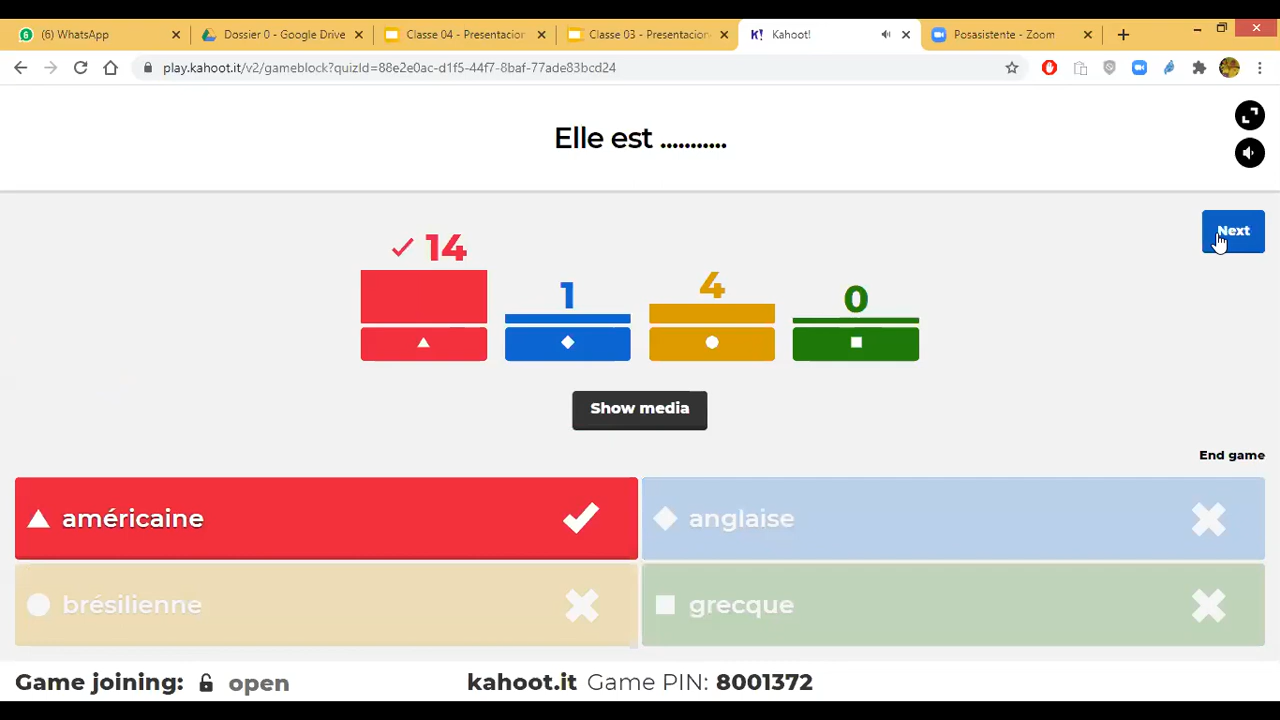 (6) WhatsApp
Dossier 0 - Google Drive
Classe 04 - Presentacion
Classe 03 - Presentacion
K! Kahoot!
Posasistente - Zoom
play.kahoot.it/v2/gameblock?quizId=88e2e0ac-d1f5-44f7-8baf-77ade83bcd24
Elle est ...........
Next
14
1
4
0
Show media
End game
américaine
anglaise
brésilienne
grecque
Game joining: open
kahoot.it Game PIN: 8001372